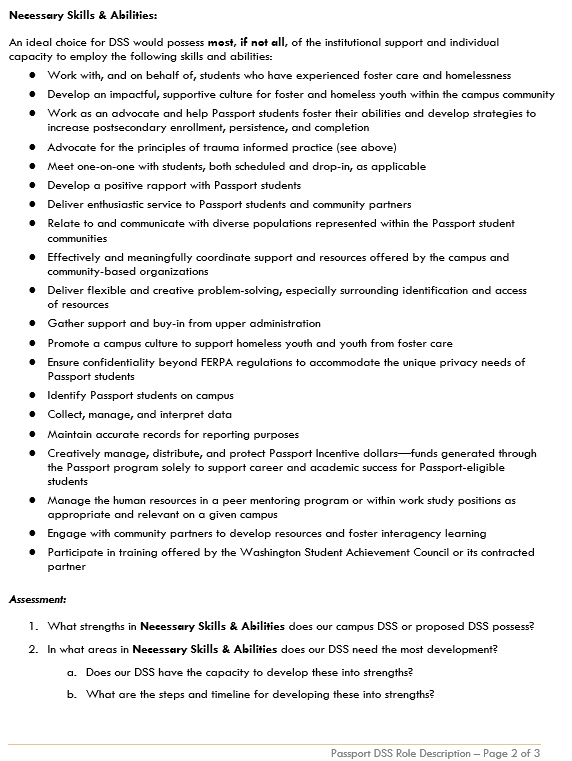 Necessary Skills & Abilities:
An ideal choice for DSS would possess most, if not all, of the institutional support and individual
capacity to employ the following skills and abilities:
● Work with, and on behalf of, students who have experienced foster care and homelessness
● Develop an impactful, supportive culture for foster and homeless youth within the campus community
● Work as an advocate and help Passport students foster their abilities and develop strategies to
increase postsecondary enrollment, persistence, and completion
● Advocate for the principles of trauma informed practice (see above)
● Meet one-on-one with students, both scheduled and drop-in, as applicable
● Develop a positive rapport with Passport students
● Deliver enthusiastic service to Passport students and community partners
● Relate to and communicate with diverse populations represented within the Passport student
communities
● Effectively and meaningfully coordinate support and resources offered by the campus and
community-based organizations
● Deliver flexible and creative problem-solving, especially surrounding identification and access
of resources
● Gather support and buy-in from upper administration
● Promote a campus culture to support homeless youth and youth from foster care
● Ensure confidentiality beyond FERPA regulations to accommodate the unique privacy needs of
Passport students
● Identify Passport students on campus
● Collect, manage, and interpret data
● Maintain accurate records for reporting purposes
● Creatively manage, distribute, and protect Passport Incentive dollars—funds generated through
the Passport program solely to support career and academic success for Passport-eligible
students
● Manage the human resources in a peer mentoring program or within work study positions as
appropriate and relevant on a given campus
● Engage with community partners to develop resources and foster interagency learning
● Participate in training offered by the Washington Student Achievement Council or its contracted
partner
Assessment:
1. What strengths in Necessary Skills & Abilities does our campus DSS or proposed DSS possess?
2. In what areas in Necessary Skills & Abilities does our DSS need the most development?
a. Does our DSS have the capacity to develop these into strengths?
b. What are the steps and timeline for developing these into strengths?
Passport DSS Role Description – Page 2 of 3